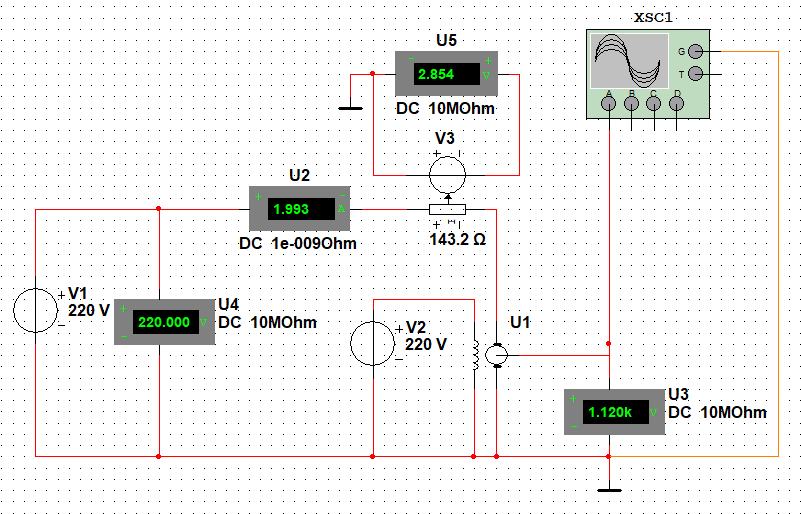 xsc1
G
T
A B C D
U5
- +
2.854 V
DC 10MOhm
V3
+ -
U2
+ -
1.993 A
DC 1e-009Ohm
+ I -
143.2 Ω
V1
220 V
+
-
U4
DC 10MOhm
+
220.000 V
-
V2
220 V
+
-
U1
U3
DC 10MOhm
+
1.120k V
-